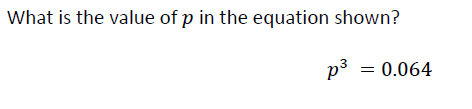 What is the value of p in the equation shown?
p³ = 0.064